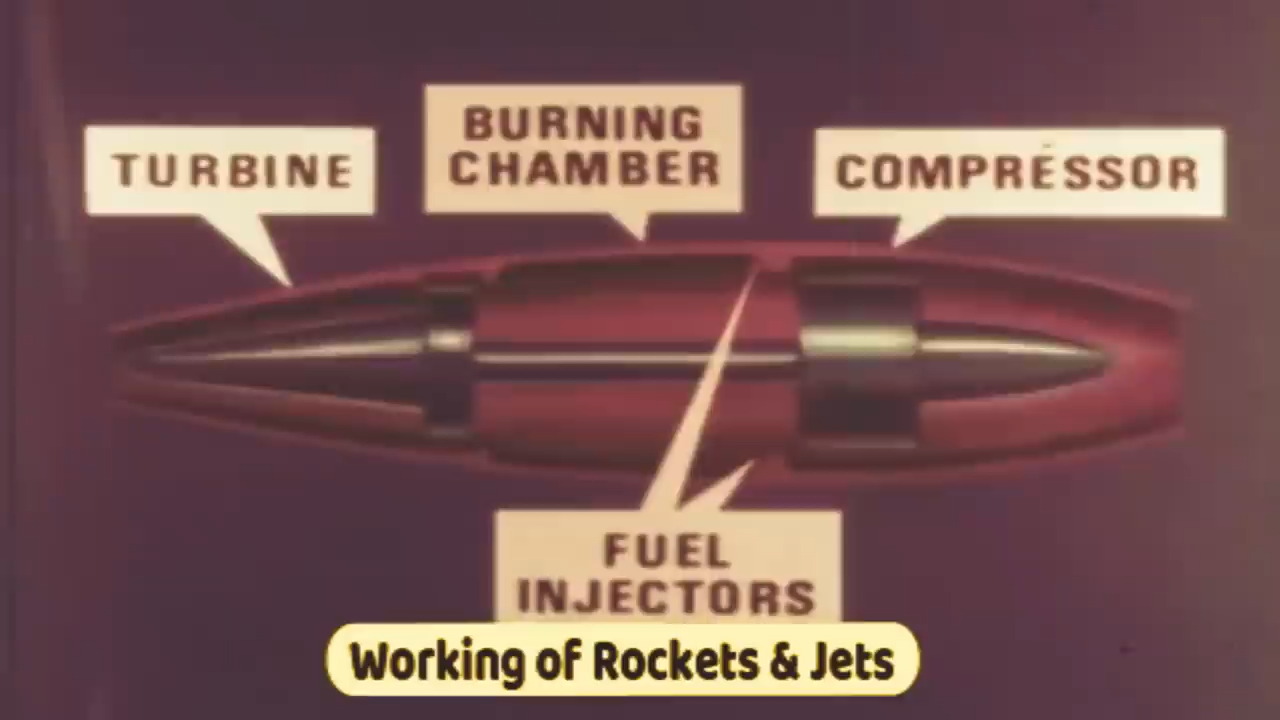 TURBINE
BURNING
CHAMBER
COMPRESSOR
FUEL
INJECTORS
Working of Rockets & Jets